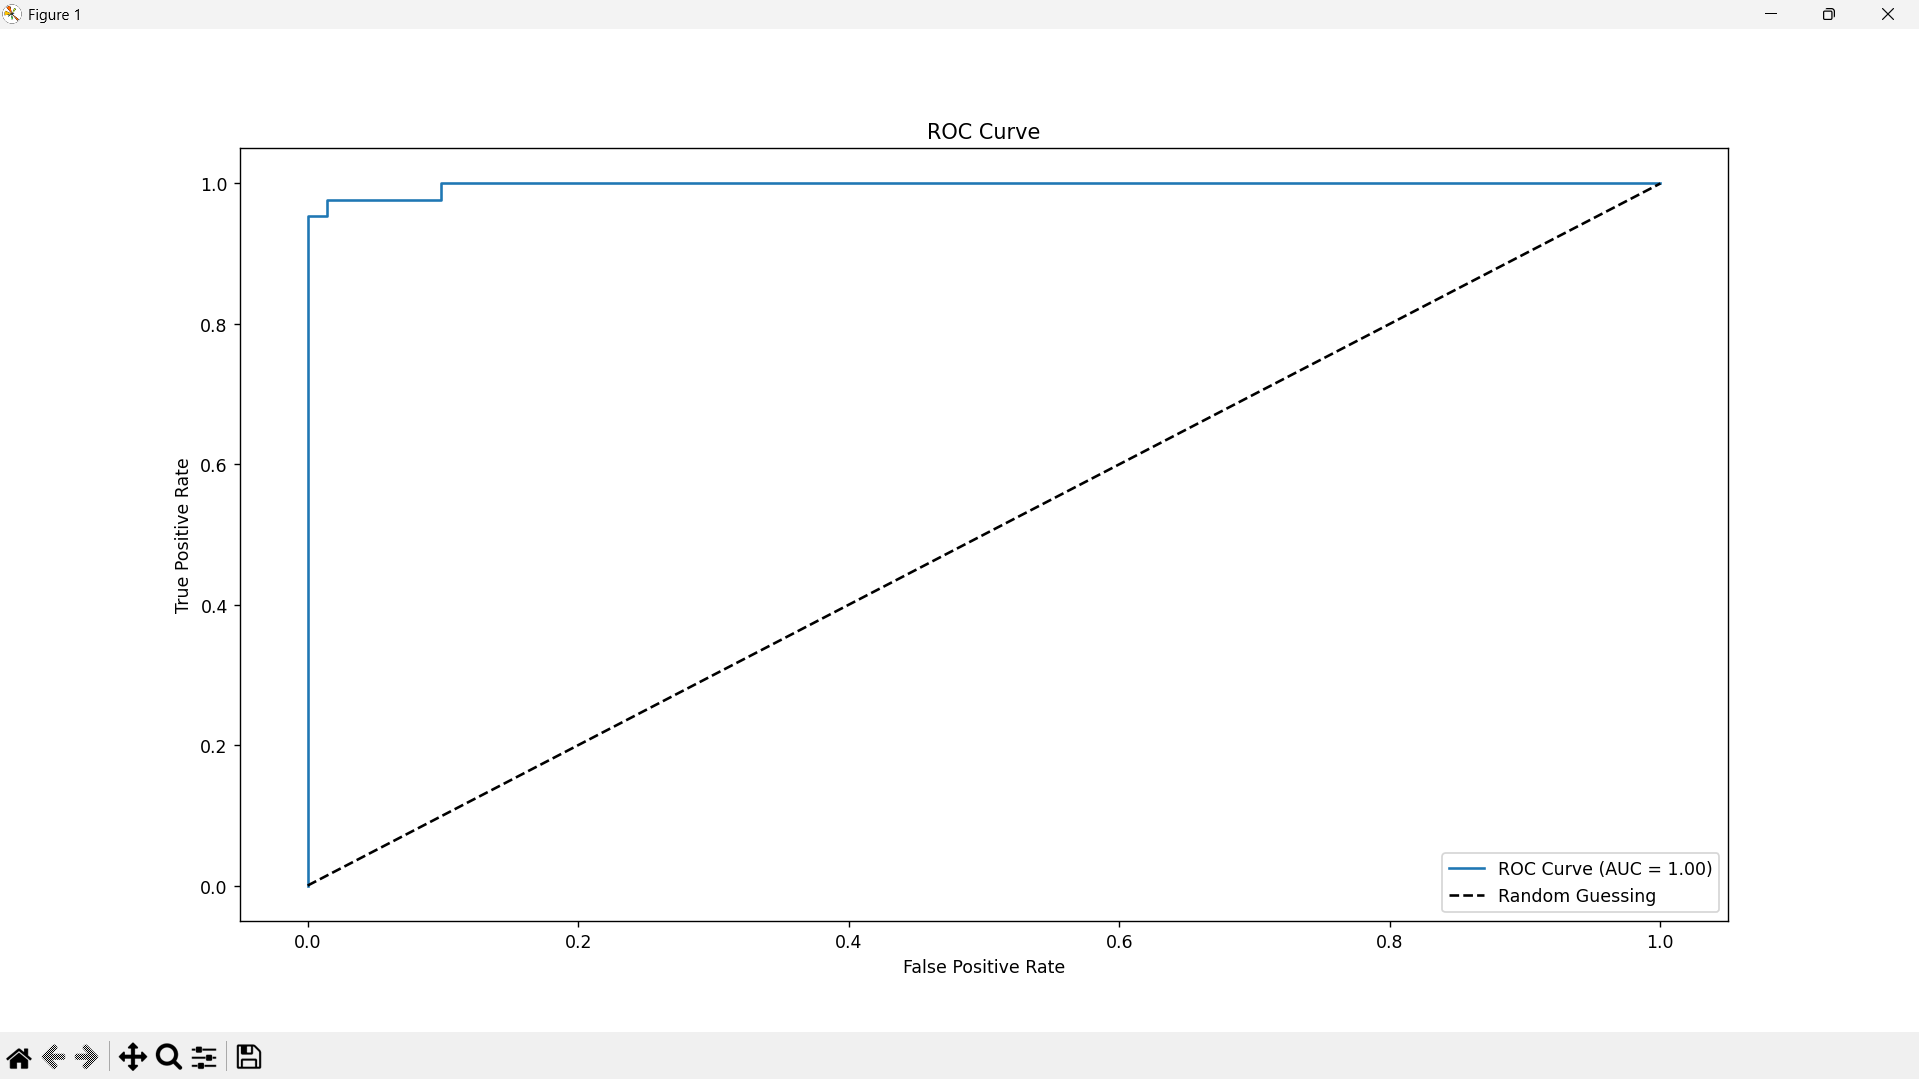 Figure 1
ROC Curve
True Positive Rate
1.0
0.8
0.6
0.4
0.2
0.0
0.0 0.2 0.4 0.6 0.8 1.0
False Positive Rate
ROC Curve (AUC = 1.00)
Random Guessing